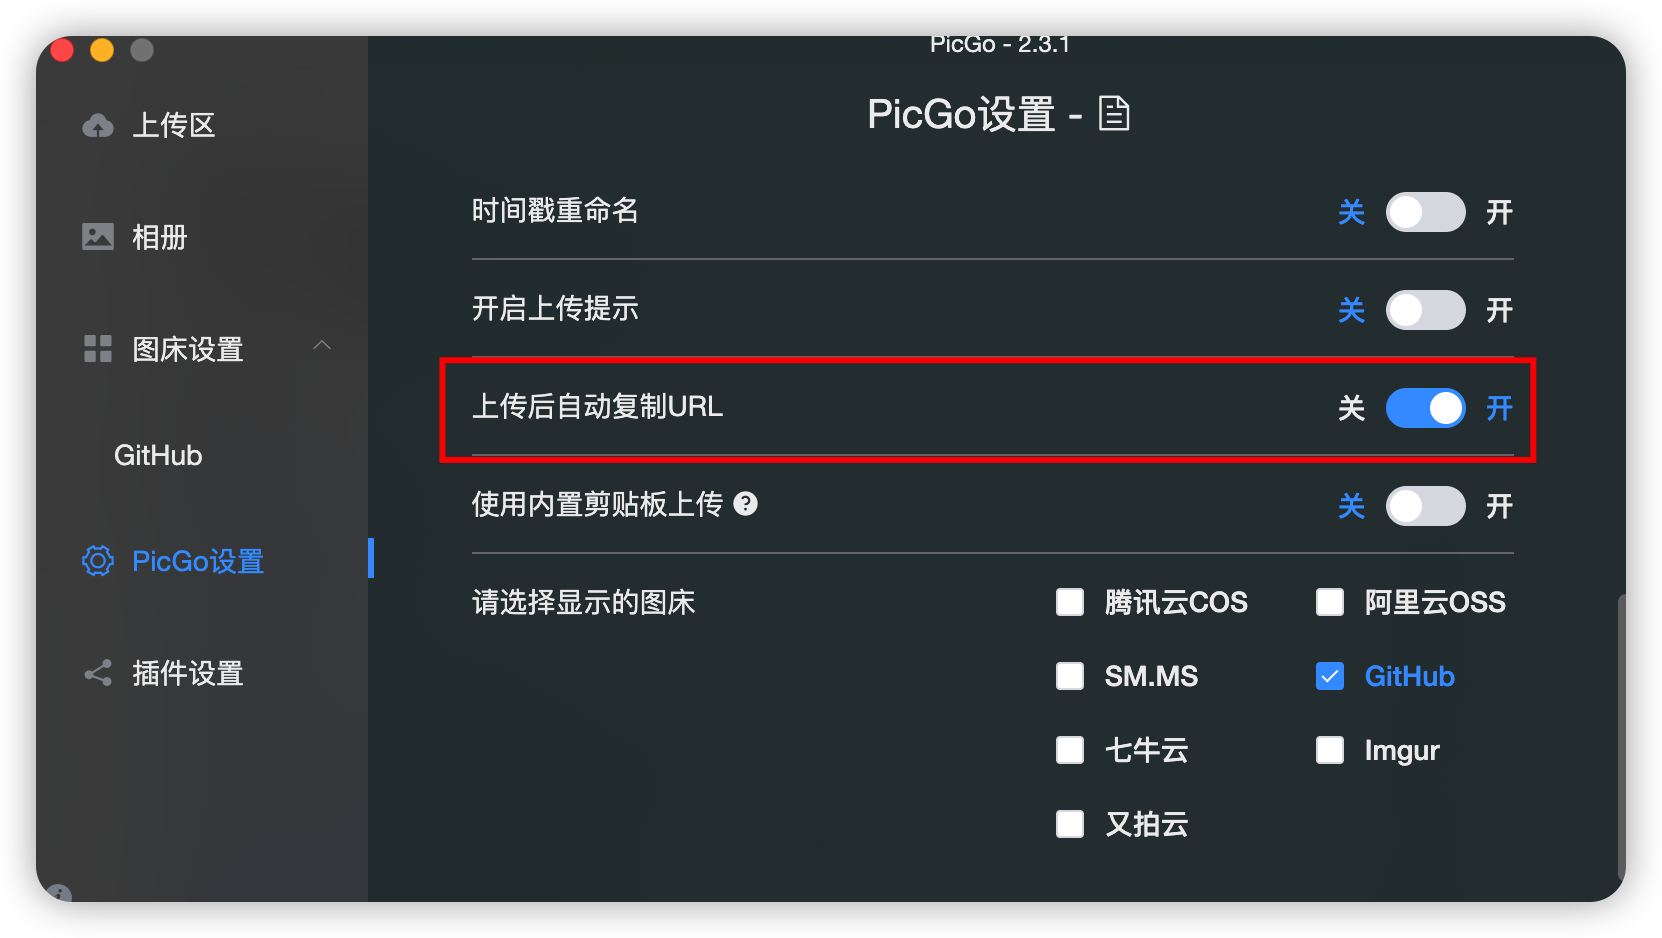 PicGo - 2.3.1
PicGo设置 -
上传区
相册
图床设置
GitHub
PicGo设置
插件设置
时间戳重命名 关 开
开启上传提示 关 开
上传后自动复制URL 关 开
使用内置剪贴板上传 ? 关 开
请选择显示的图床 腾讯云COS 阿里云OSS
SM.MS GitHub
七牛云 Imgur
又拍云